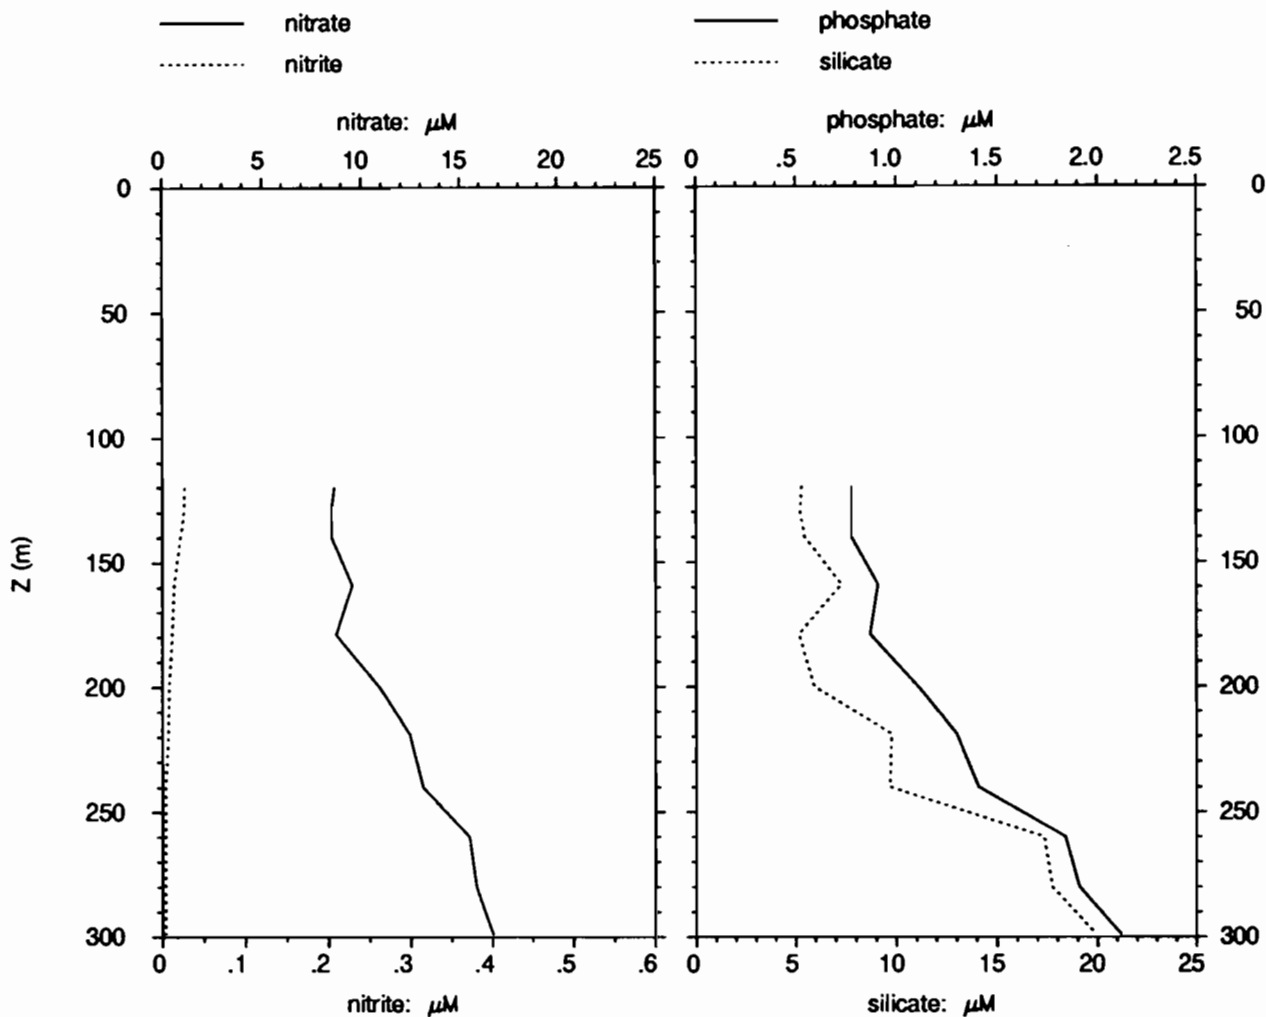 nitrate phosphate
nitrite silicate
nitrate: μM phosphate: μM
0 5 10 15 20 25 0 .5 1.0 1.5 2.0 2.5
0 0
50 50
100 100
Z (m)
150 150
200 200
250 250
300 300
0 .1 .2 .3 .4 .5 .6 0 5 10 15 20 25
nitrite: μM silicate: μM